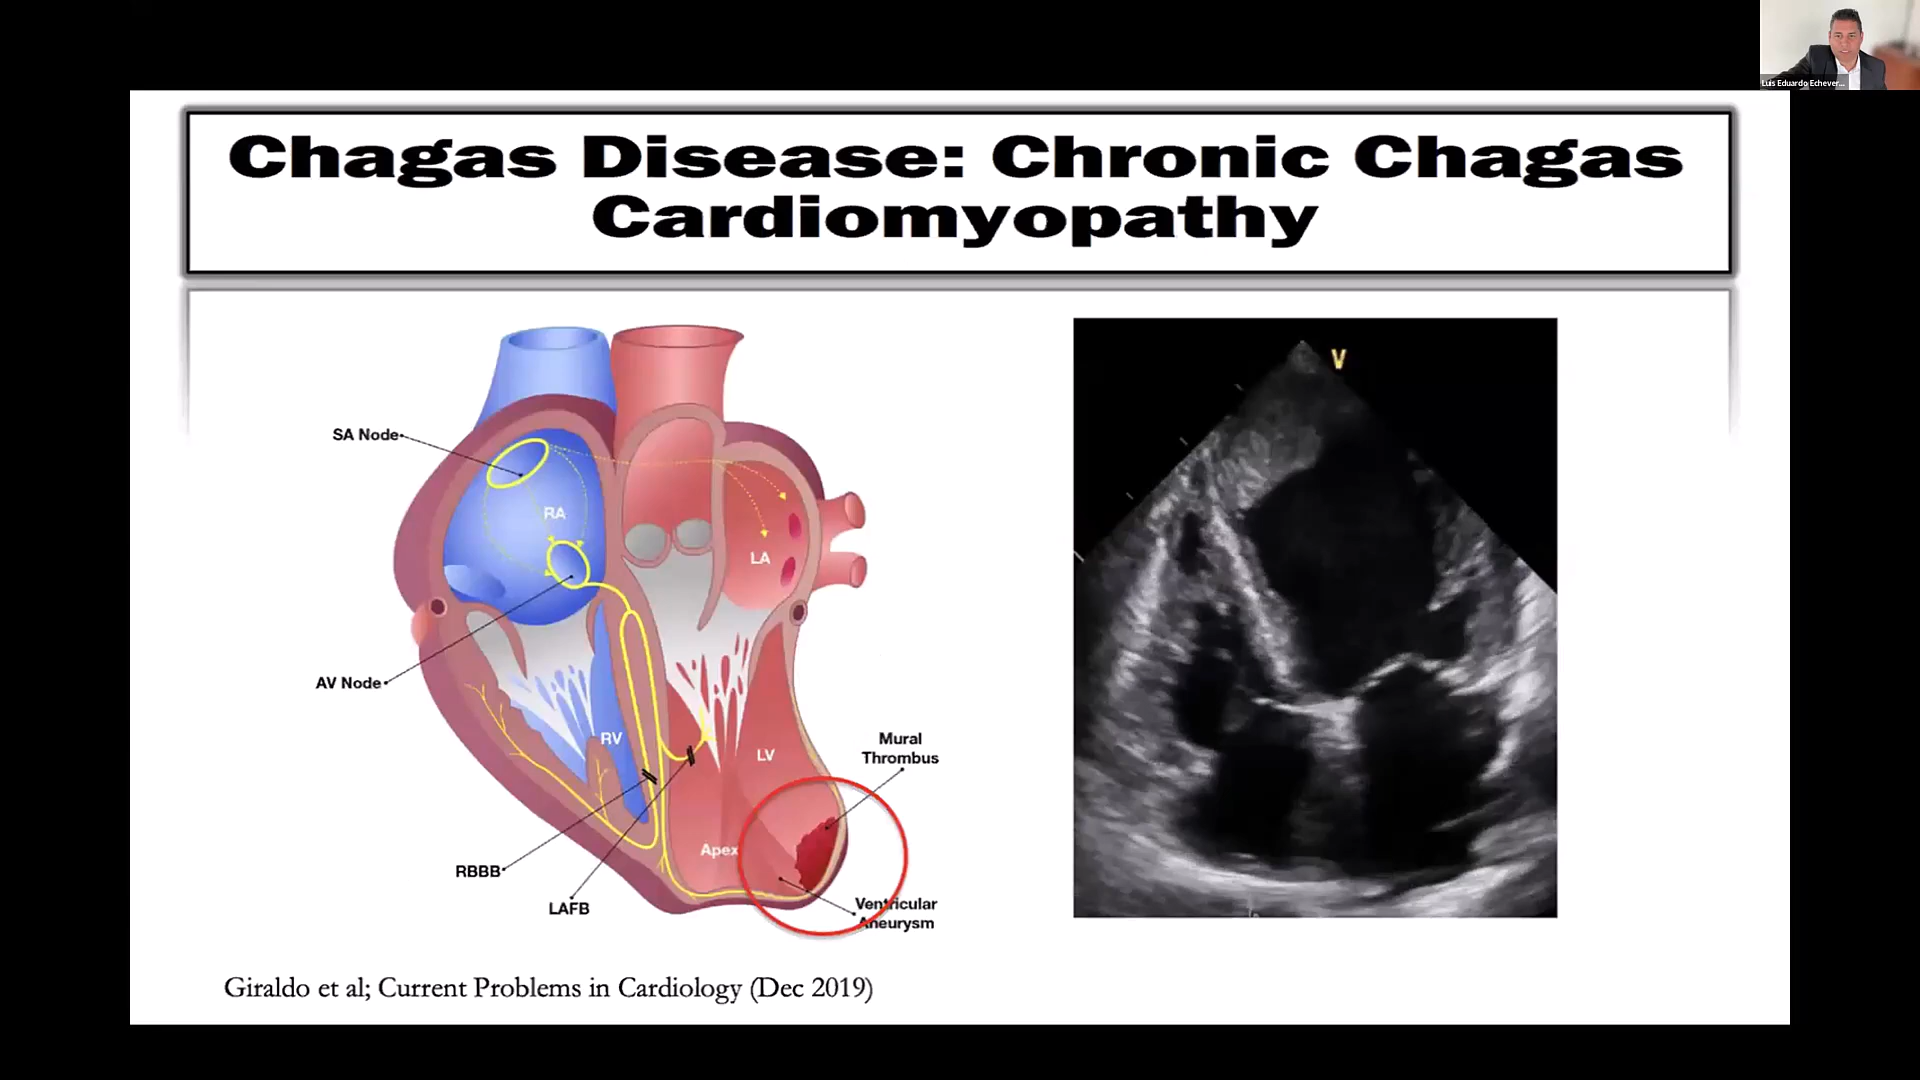 Luis Eduardo Echever...
Chagas Disease: Chronic Chagas
Cardiomyopathy
V
SA Node
RA
LA
AV Node
RV
LV
Mural
Thrombus
Apex
RBBB
LAFB
Ventricular
Aneurysm
Giraldo et al; Current Problems in Cardiology (Dec 2019)